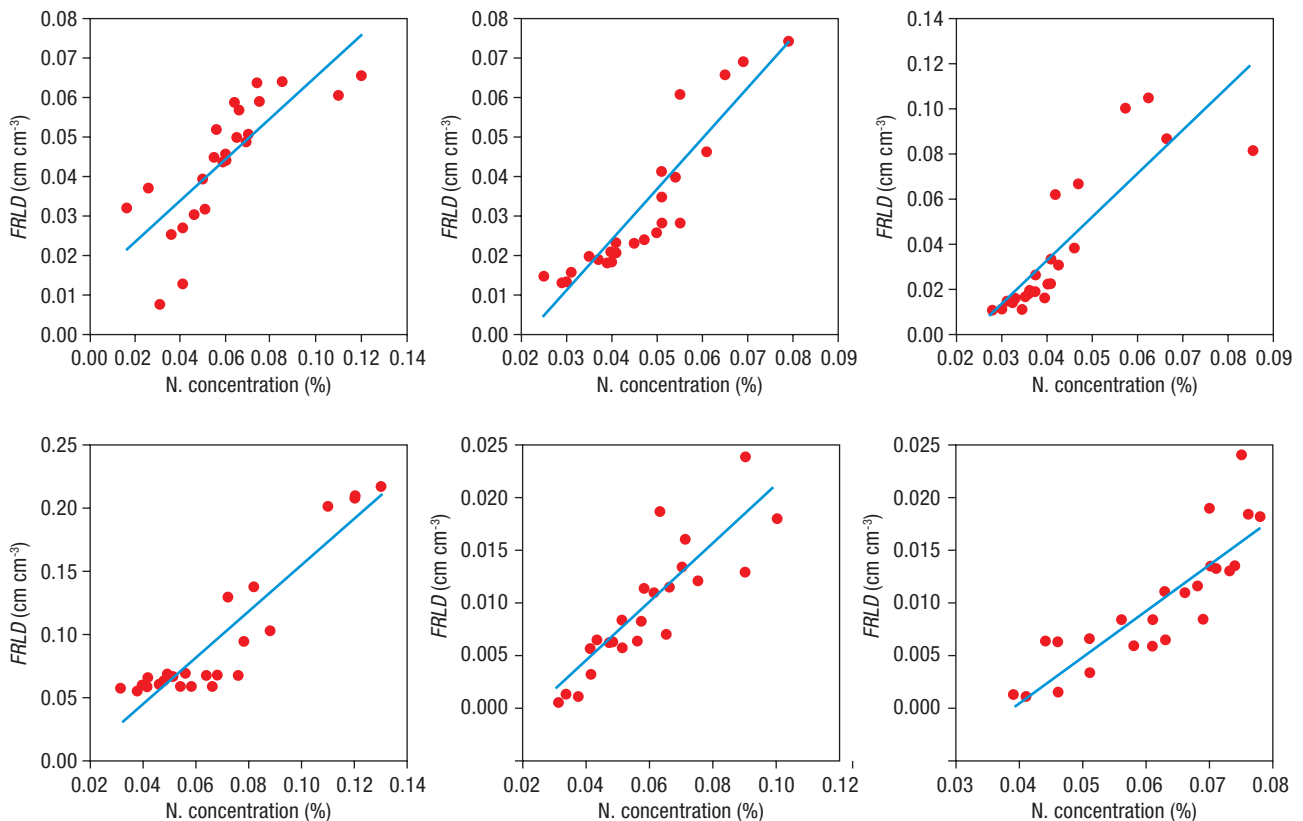 0.08 0.08 0.14
0.07 0.07 0.12
0.06 0.06 0.10
0.05 0.05 0.08
0.04 0.04 0.06
0.03 0.03 0.04
0.02 0.02 0.02
0.01 0.01
0.00 0.00 0.00
FRLD (cm cm⁻³) FRLD (cm cm⁻³) FRLD (cm cm⁻³)
0.00 0.02 0.04 0.06 0.08 0.10 0.12 0.14 0.02 0.03 0.04 0.05 0.06 0.07 0.08 0.09 0.02 0.03 0.04 0.05 0.06 0.07 0.08 0.09
N. concentration (%) N. concentration (%) N. concentration (%)
0.25 0.025 0.025
0.20 0.020 0.020
0.15 0.015 0.015
0.10 0.010 0.010
0.05 0.005 0.005
0.00 0.000 0.000
FRLD (cm cm⁻³) FRLD (cm cm⁻³) FRLD (cm cm⁻³)
0.02 0.04 0.06 0.08 0.10 0.12 0.14 0.02 0.04 0.06 0.08 0.10 0.12 0.03 0.04 0.05 0.06 0.07 0.08
N. concentration (%) N. concentration (%) N. concentration (%)